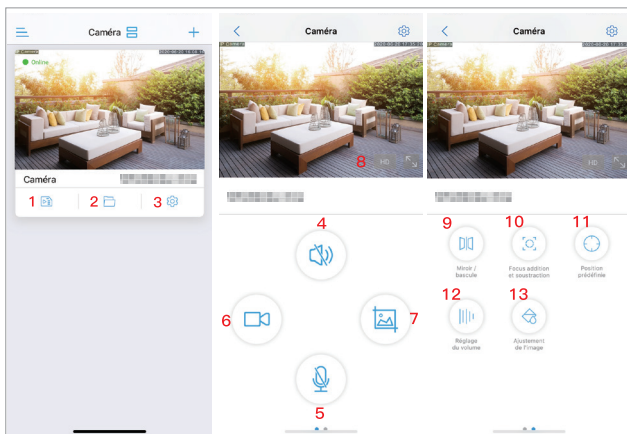 Caméra
Online
Caméra
1
2
3
Caméra
8
HD
4
6
7
5
Caméra
HD
9
10
11
Miroir /
bascule
Focus addition
et soustraction
Position
prédéfinie
12
13
Réglage
du volume
Ajustement
de l'image